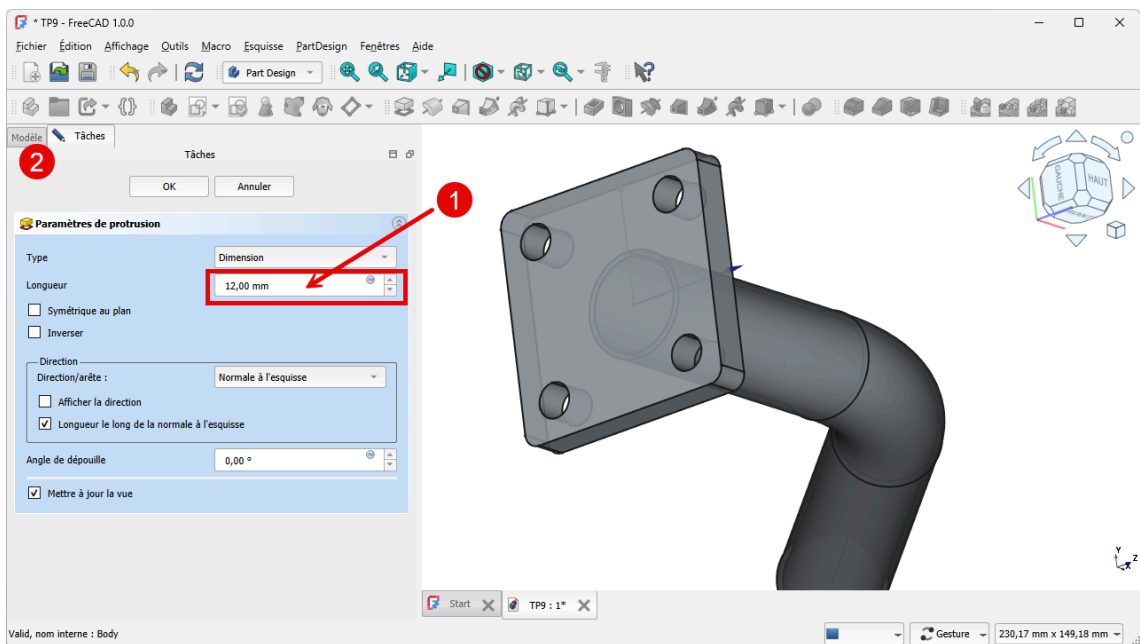 * TP9 - FreeCAD 1.0.0
Fichier Édition Affichage Outils Macro Esquisse PartDesign Fenêtres Aide
Part Design
Modèle Tâches
2
Tâches
OK Annuler
1
Paramètres de protrusion
Type Dimension
Longueur 12,00 mm
Symétrique au plan
Inverser
Direction
Direction/arête : Normale à l'esquisse
Afficher la direction
Longueur le long de la normale à l'esquisse
Angle de dépouille 0,00 °
Mettre à jour la vue
GAUCHE
HAUT
Y
Z
X
Start TP9 : 1*
Valid, nom interne : Body
Gesture 230,17 mm x 149,18 mm